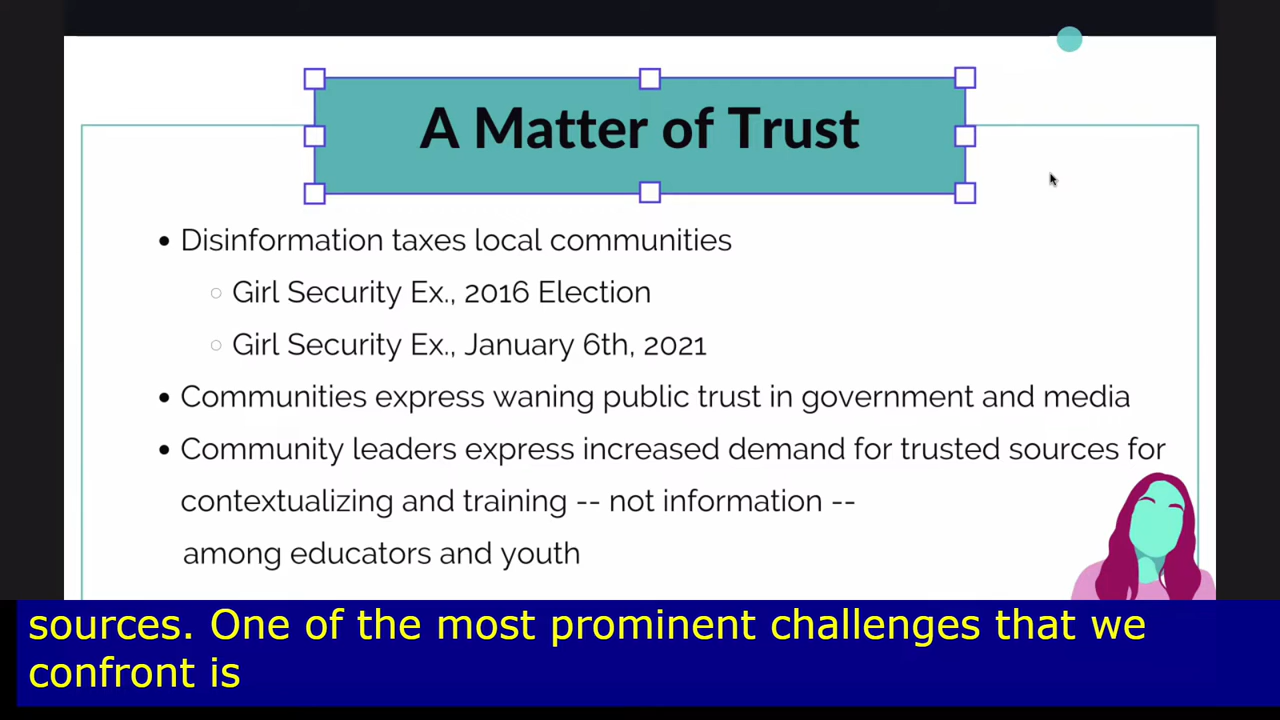 A Matter of Trust
Disinformation taxes local communities
Girl Security Ex., 2016 Election
Girl Security Ex., January 6th, 2021
Communities express waning public trust in government and media
Community leaders express increased demand for trusted sources for
contextualizing and training -- not information --
among educators and youth
sources. One of the most prominent challenges that we
confront is